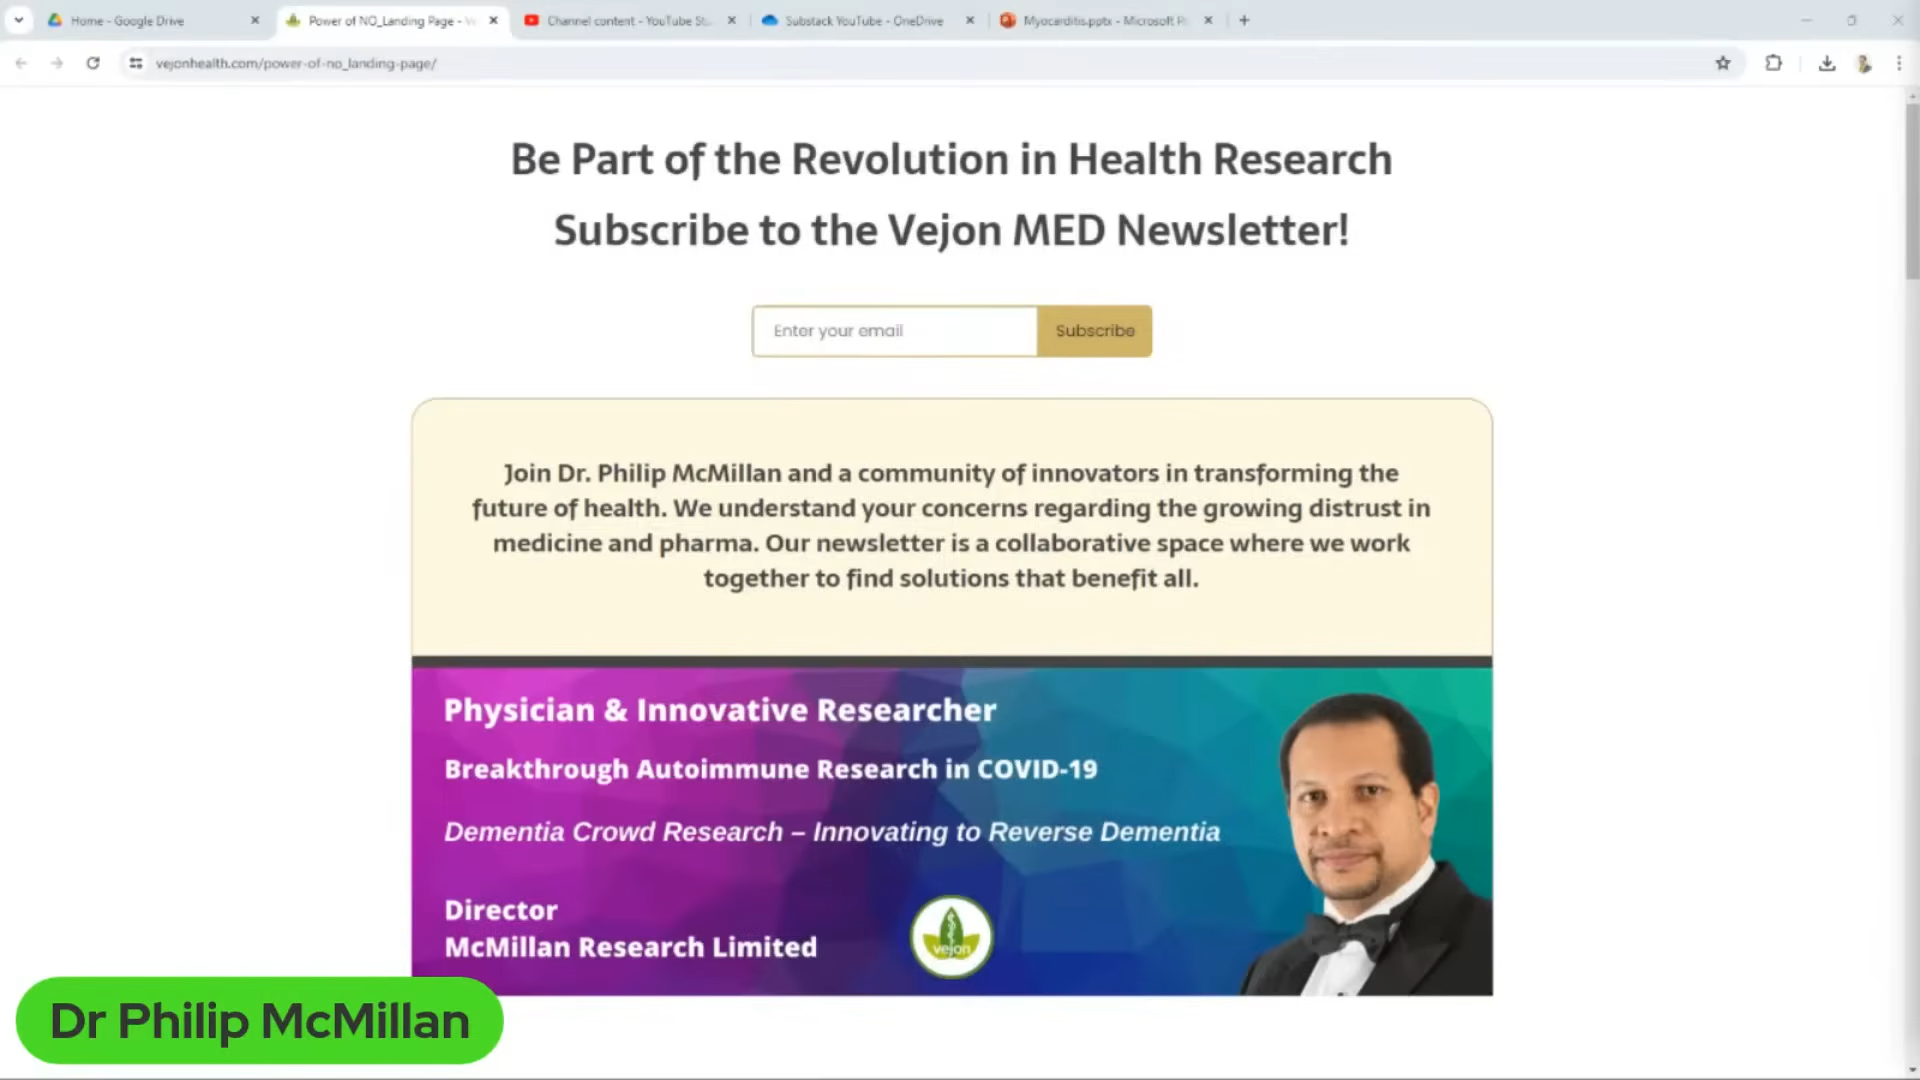 Home - Google Drive
Power of NO_Landing Page - V
Channel content - YouTube St
Substack YouTube - OneDrive
Myocarditis.pptx - Microsoft P
vejonhealth.com/power-of-no_landing-page/
Be Part of the Revolution in Health Research
Subscribe to the Vejon MED Newsletter!
Enter your email
Subscribe
Join Dr. Philip McMillan and a community of innovators in transforming the
future of health. We understand your concerns regarding the growing distrust in
medicine and pharma. Our newsletter is a collaborative space where we work
together to find solutions that benefit all.
Physician & Innovative Researcher
Breakthrough Autoimmune Research in COVID-19
Dementia Crowd Research – Innovating to Reverse Dementia
Director
McMillan Research Limited
vejon
Dr Philip McMillan